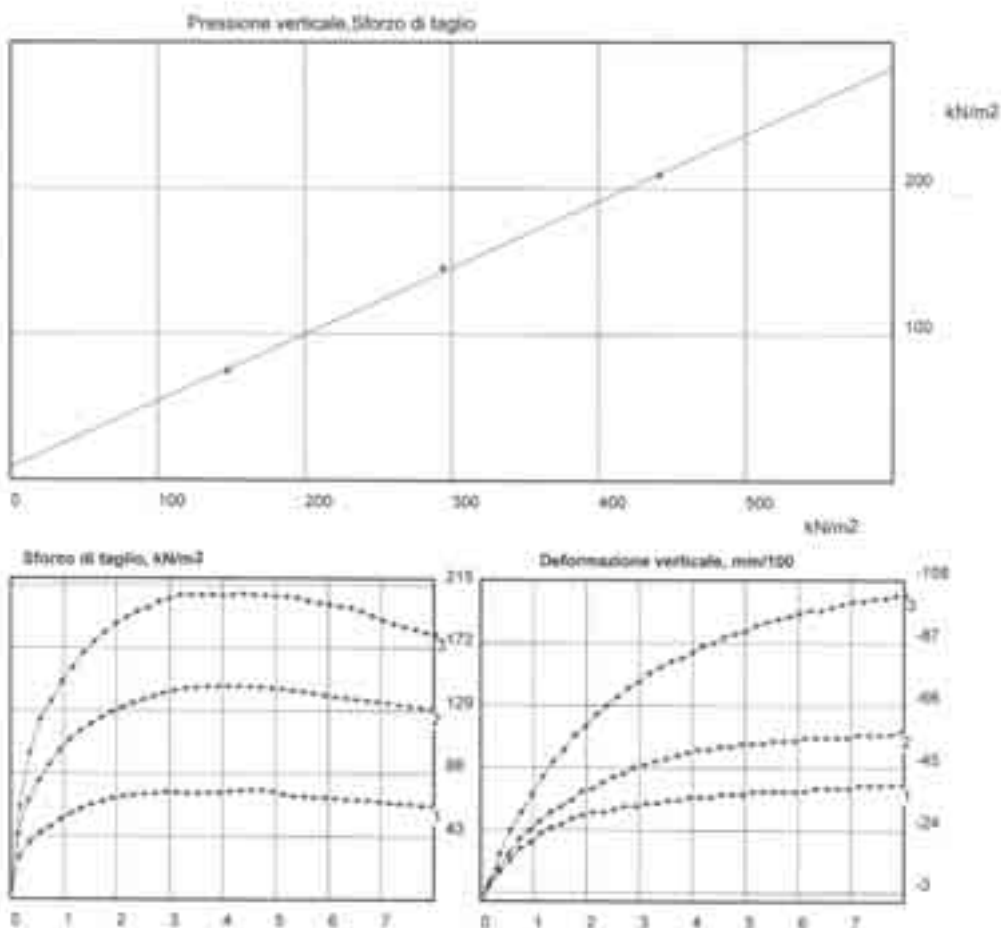 Pressione verticale,Sforzo di taglio
kN/m2
200
100
0 100 200 300 400 500
kN/m2
Sforzo di taglio, kN/m2
215
172
129
86
43
0 1 2 3 4 5 6 7
3
2
1
Deformazione verticale, mm/100
-108
-87
-66
-45
-24
-3
0 1 2 3 4 5 6 7
3
2
1